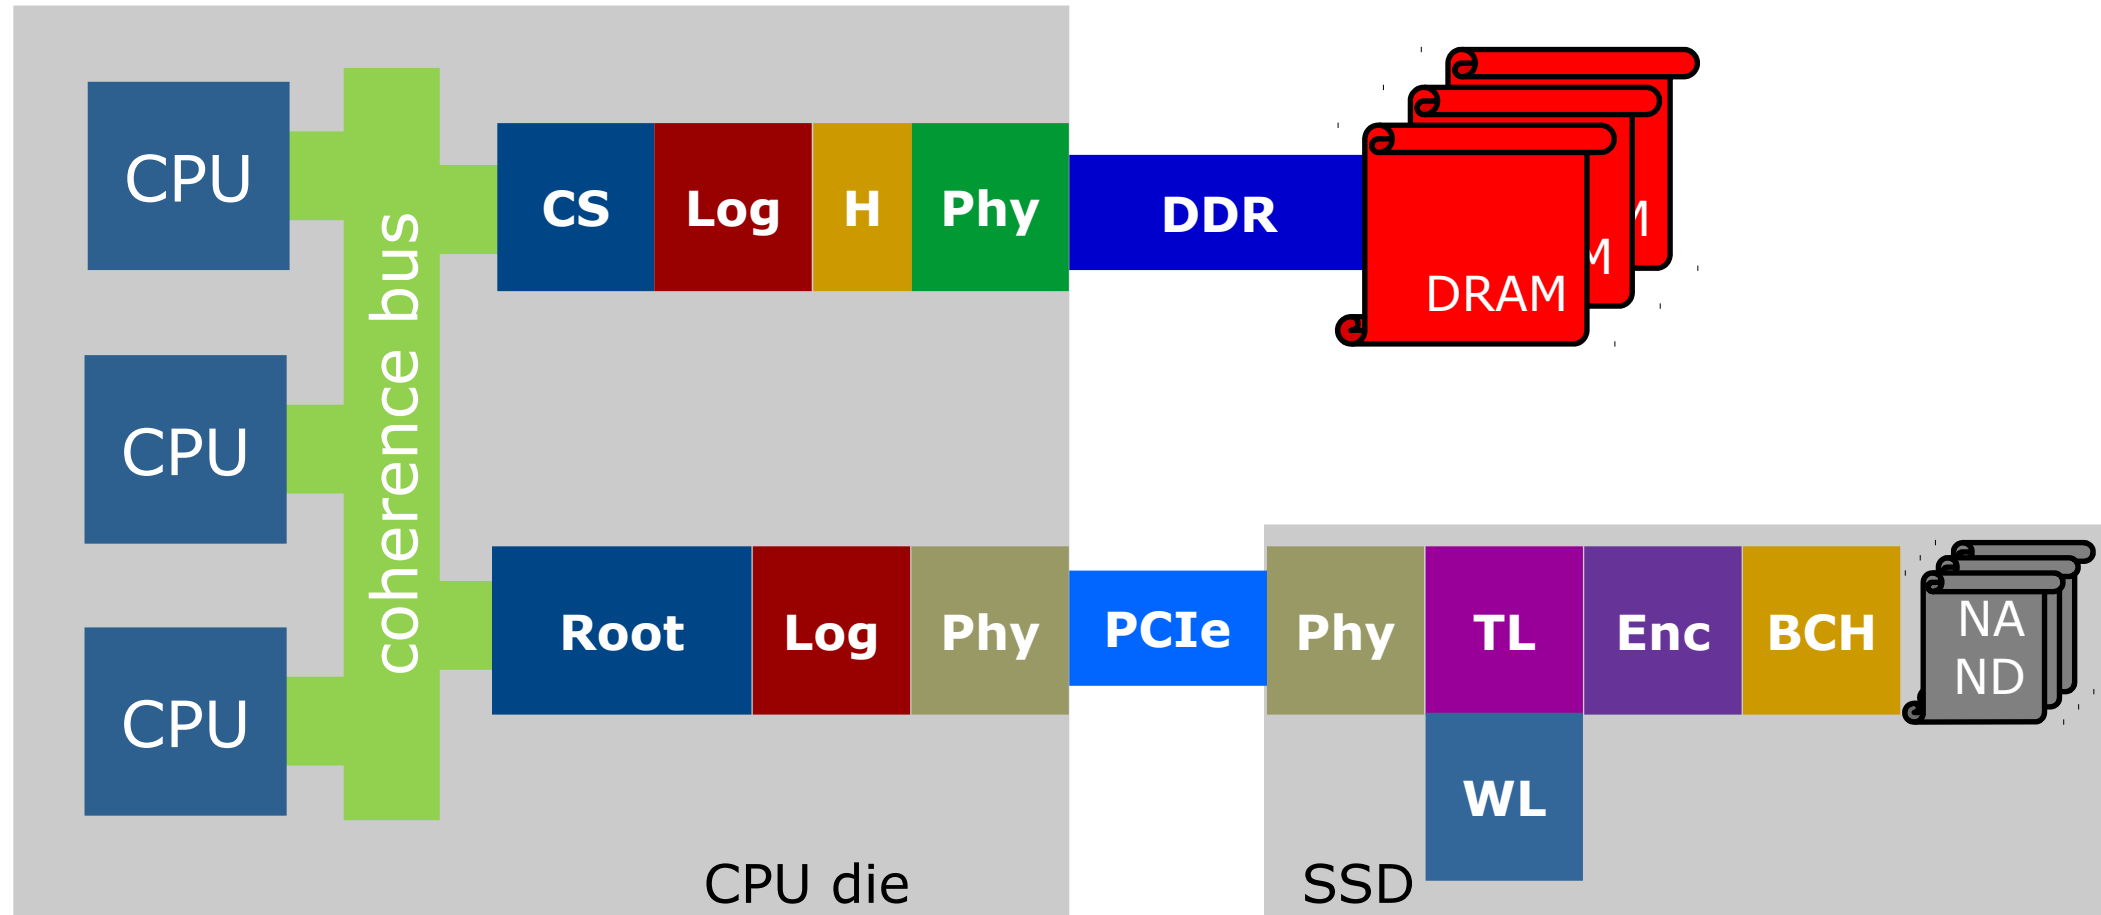 CPU
CPU
CPU
coherence bus
CS
Log
H
Phy
DDR
DRAM
M
M
Root
Log
Phy
PCIe
Phy
TL
Enc
BCH
NA
ND
WL
CPU die
SSD